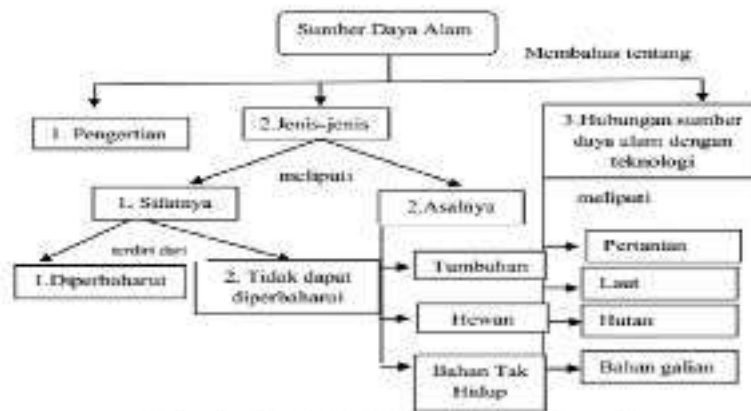 Sumber Daya Alam
Membahas tentang
1. Pengertian
2.Jenis-jenis
3.Hubungan sumber
daya alam dengan
teknologi
meliputi
meliputi
1. Sifatnya
2.Asalnya
terdiri dari
1.Diperbaharui
2. Tidak dapat
diperbaharui
Tumbuhan
Hewan
Bahan Tak
Hidup
Pertanian
Laut
Hutan
Bahan galian